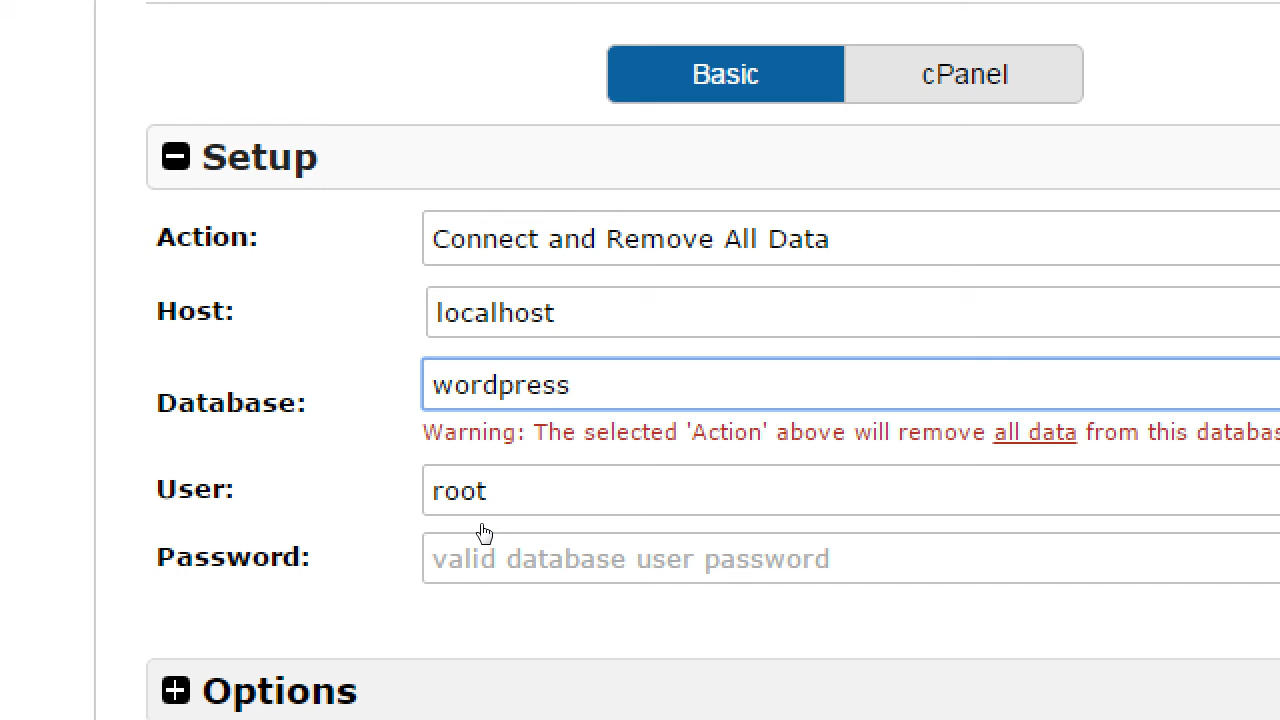 Basic cPanel
Setup
Action: Connect and Remove All Data
Host: localhost
Database: wordpress
Warning: The selected 'Action' above will remove all data from this
User: root
Password: valid database user password
Options